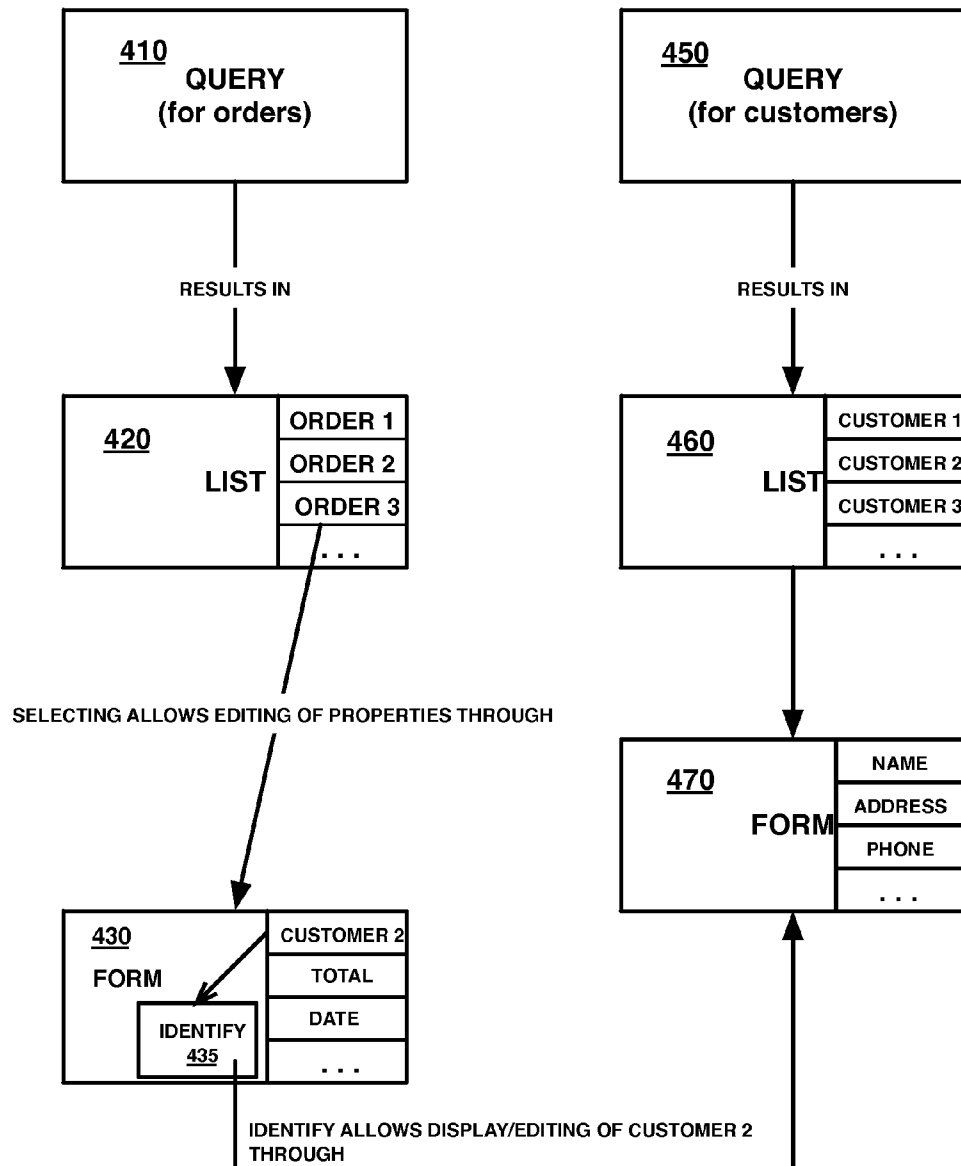 410
QUERY
(for orders)
450
QUERY
(for customers)
RESULTS IN
RESULTS IN
420
LIST
ORDER 1
ORDER 2
ORDER 3
. . .
460
LIST
CUSTOMER 1
CUSTOMER 2
CUSTOMER 3
. . .
SELECTING ALLOWS EDITING OF PROPERTIES THROUGH
470
FORM
NAME
ADDRESS
PHONE
. . .
430
FORM
CUSTOMER 2
TOTAL
DATE
. . .
IDENTIFY
435
IDENTIFY ALLOWS DISPLAY/EDITING OF CUSTOMER 2
THROUGH